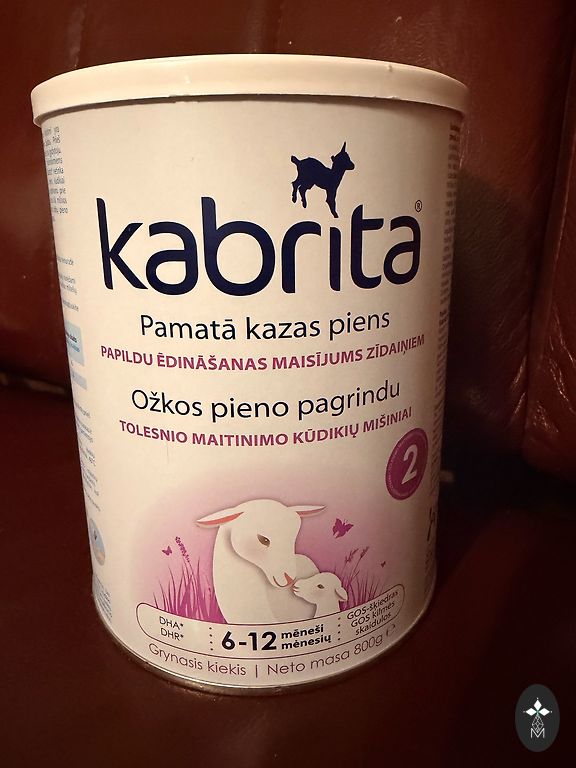 kabrita®
Pamatā kazas piens
PAPILDU ĒDINĀŠANAS MAISĪJUMS ZĪDAIŅIEM
Ožkos pieno pagrindu
TOLESNIO MAITINIMO KŪDIKIŲ MIŠINIAI
2
DHA*
DHR*
6-12 mēneši
mėnesių
GOS-šķiedras
GOS kilmės
skaidulos
Grynasis kiekis | Neto masa 800g e
M